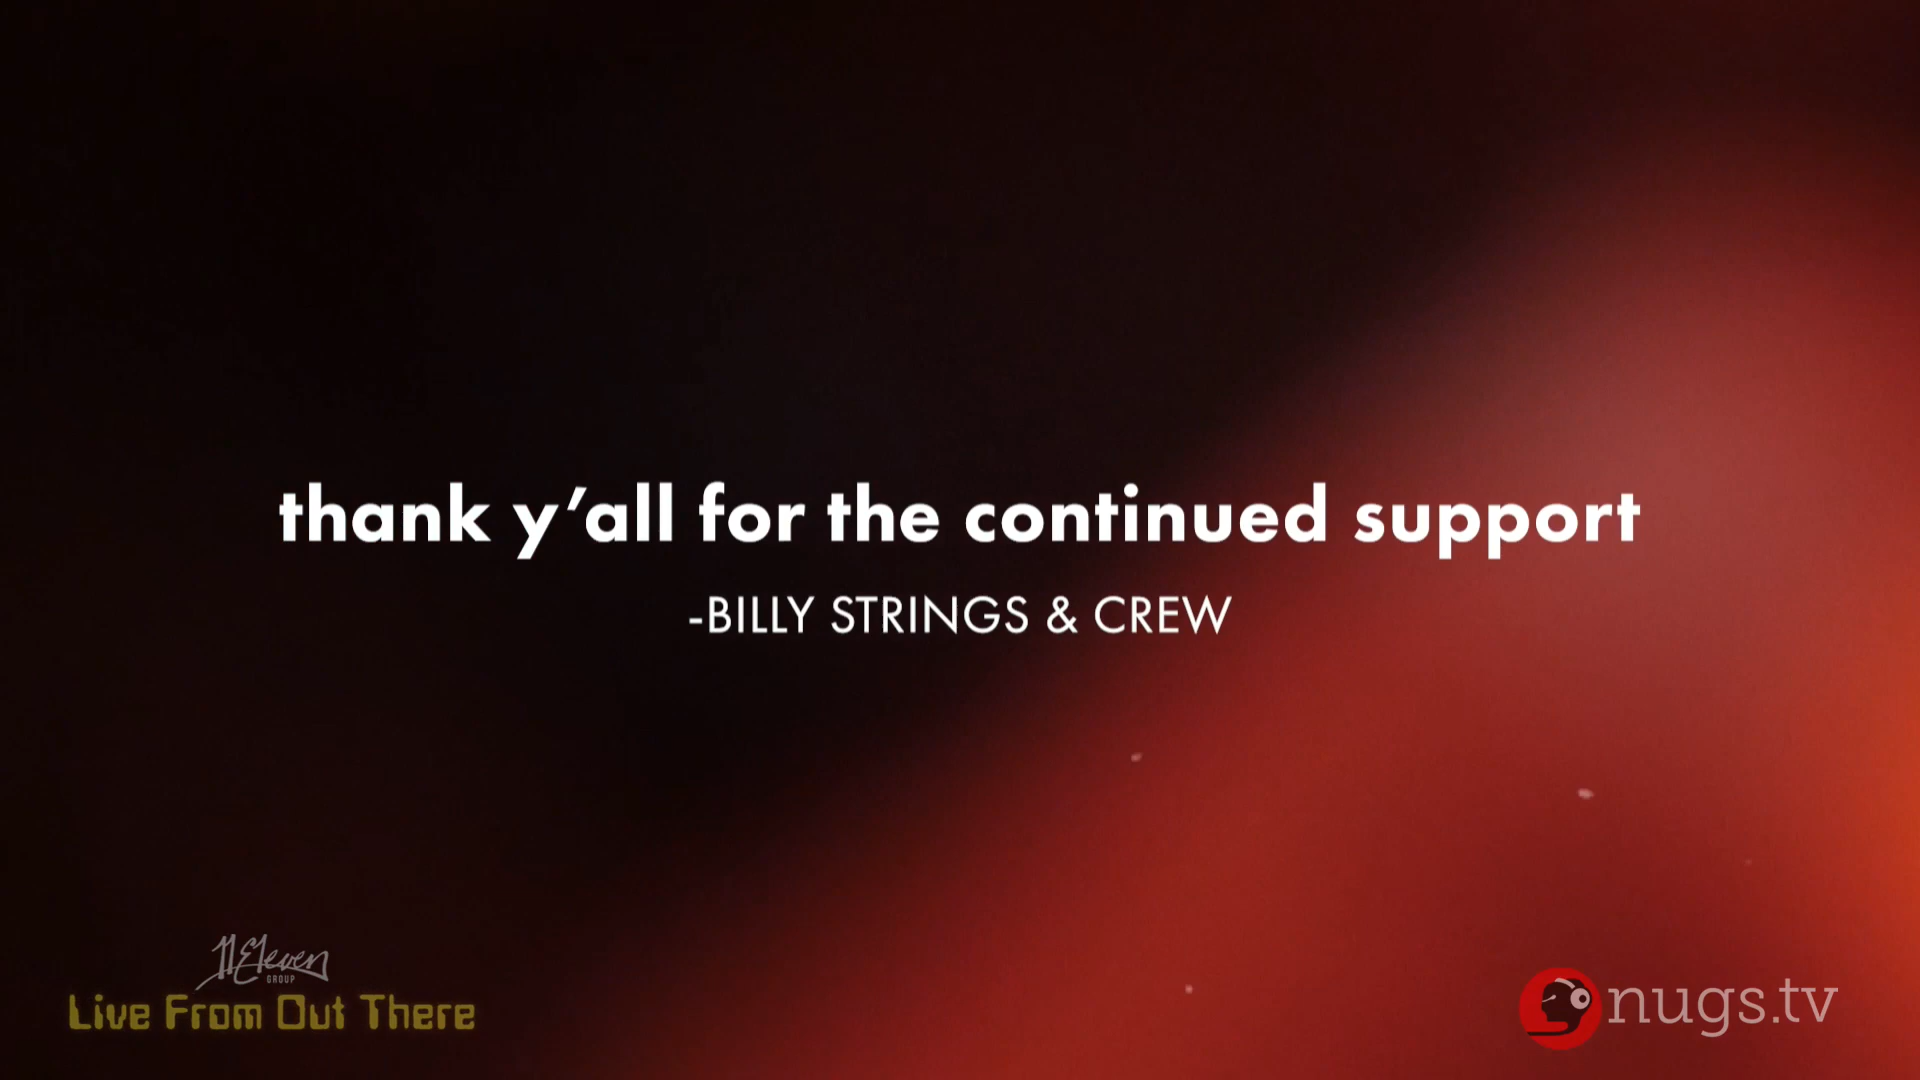 thank y’all for the continued support
-BILLY STRINGS & CREW
11Eleven
GROUP
Live From Out There
nugs.tv